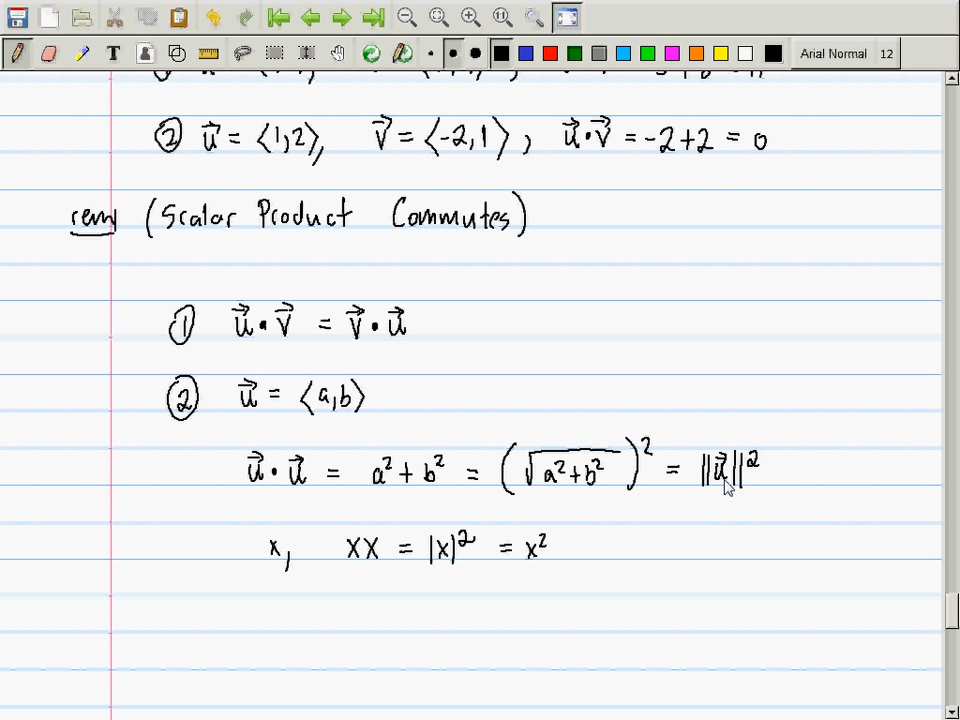 Arial Normal 12
② u⃗ = ⟨1,2⟩, v⃗ = ⟨-2,1⟩, u⃗·v⃗ = -2+2 = 0
rem (Scalar Product Commutes)
① u⃗·v⃗ = v⃗·u⃗
② u⃗ = ⟨a,b⟩
u⃗·u⃗ = a²+b² = (√(a²+b²))² = ||u⃗||²
x, xx = |x|² = x²